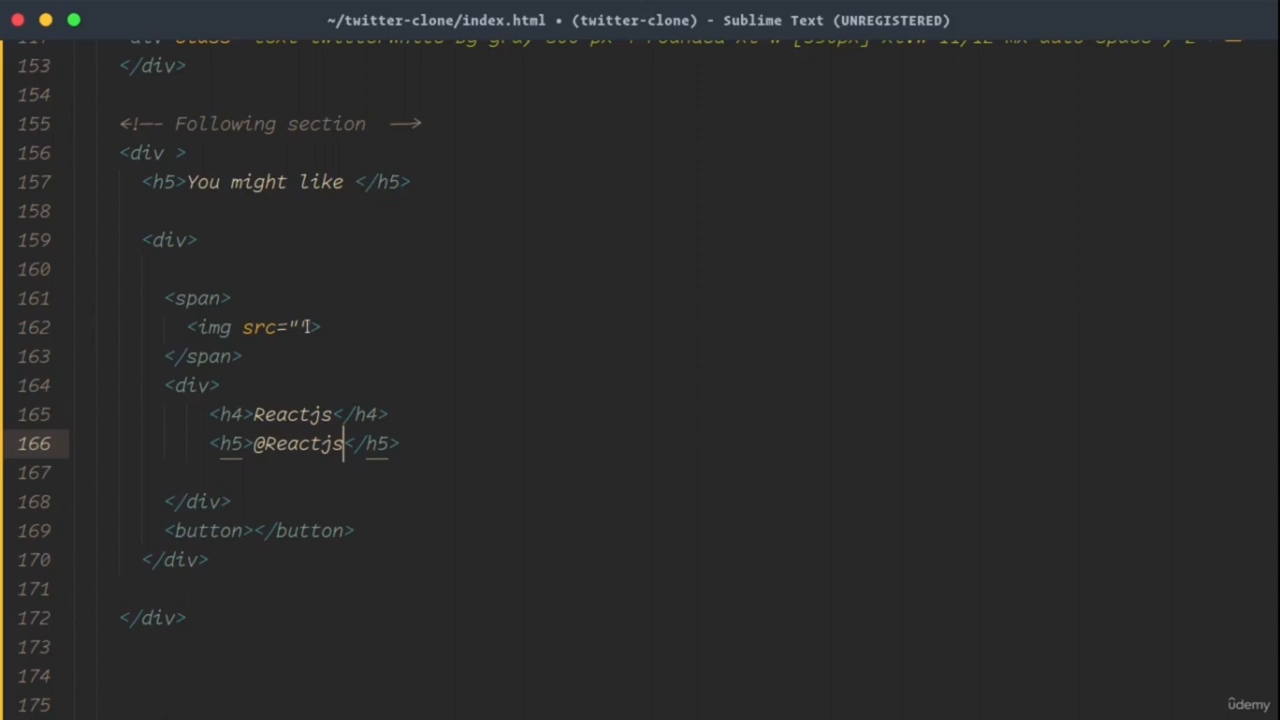 ~/twitter-clone/index.html • (twitter-clone) - Sublime Text (UNREGISTERED)
153 </div>
154
155 <!-- Following section  -->
156 <div >
157 <h5>You might like </h5>
158
159 <div>
160
161 <span>
162 <img src="">
163 </span>
164 <div>
165 <h4>Reactjs</h4>
166 <h5>@Reactjs</h5>
167
168 </div>
169 <button></button>
170 </div>
171
172 </div>
173
174
175
ûdemy